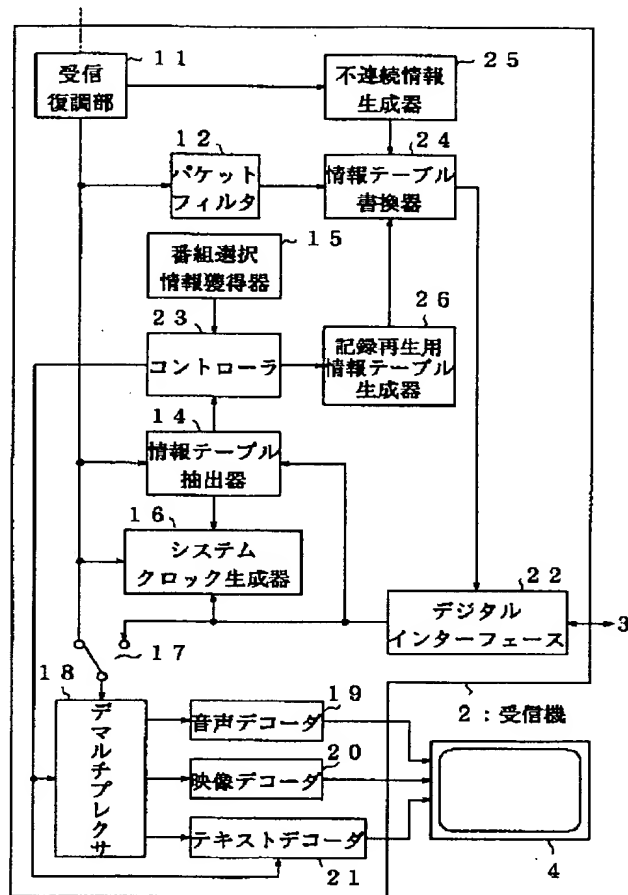 受信
復調部
１１
不連続情報
生成器
２５
１２
パケット
フィルタ
２４
情報テーブル
書換器
１５
番組選択
情報獲得器
２３
コントローラ
２６
記録再生用
情報テーブル
生成器
１４
情報テーブル
抽出器
１６
システム
クロック生成器
２２
デジタル
インターフェース
3
１７
１８
デマルチプレクサ
１９
音声デコーダ
２０
映像デコーダ
テキストデコーダ
２１
２：受信機
４